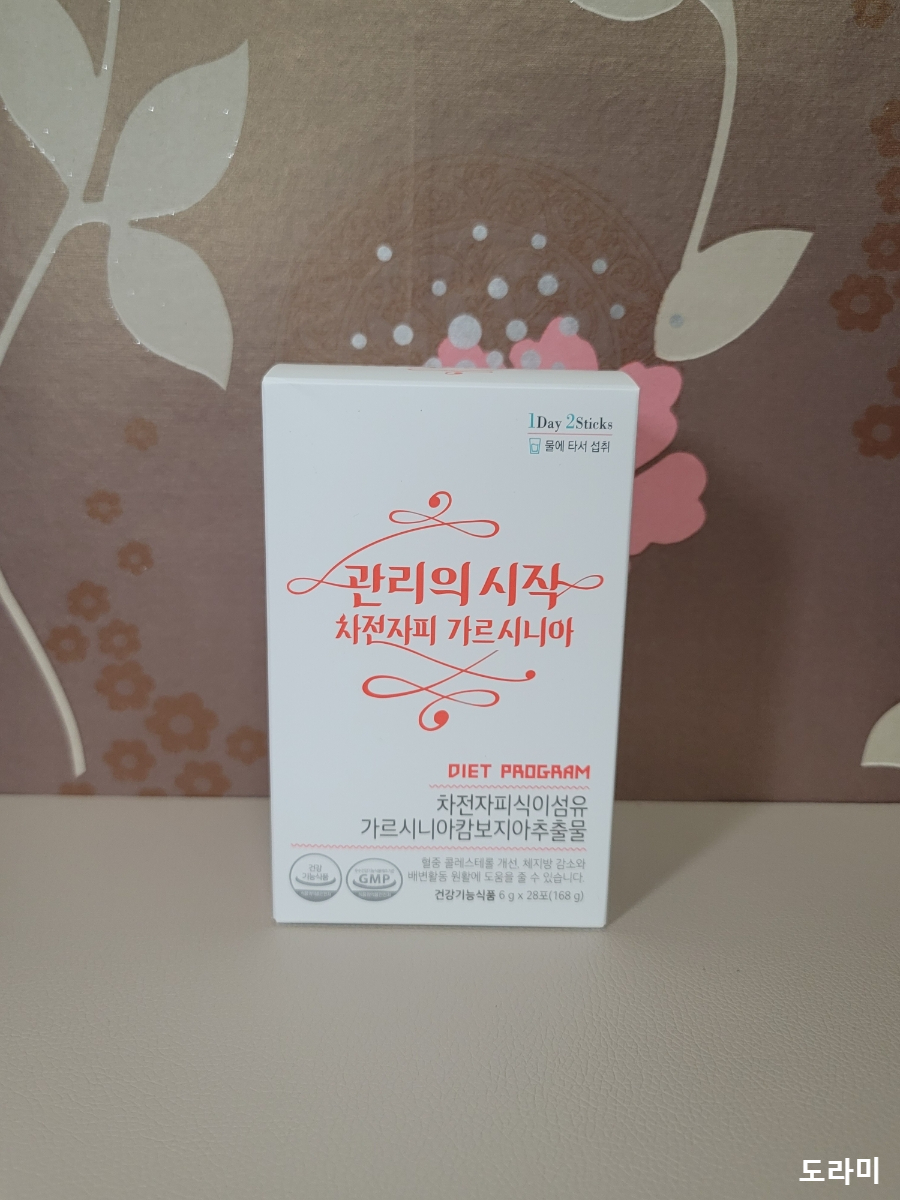 1Day 2Sticks
물에 타서 섭취
관리의 시작
차전자피 가르시니아
DIET PROGRAM
차전자피식이섬유
가르시니아캄보지아추출물
혈중 콜레스테롤 개선, 체지방 감소와
배변활동 원활에 도움을 줄 수 있습니다.
건강기능식품 6 g x 28포(168 g)
건강
기능식품
GMP
도라미